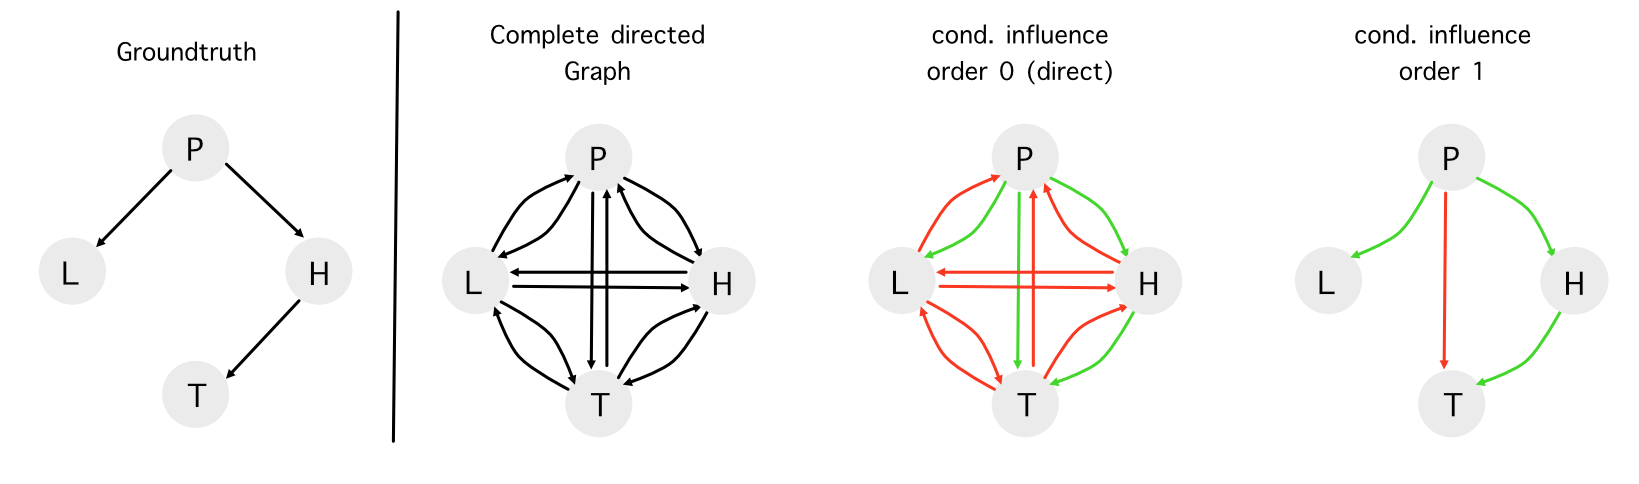 Groundtruth
P
L
H
T
Complete directed
Graph
P
L
H
T
cond. influence
order 0 (direct)
P
L
H
T
cond. influence
order 1
P
L
H
T